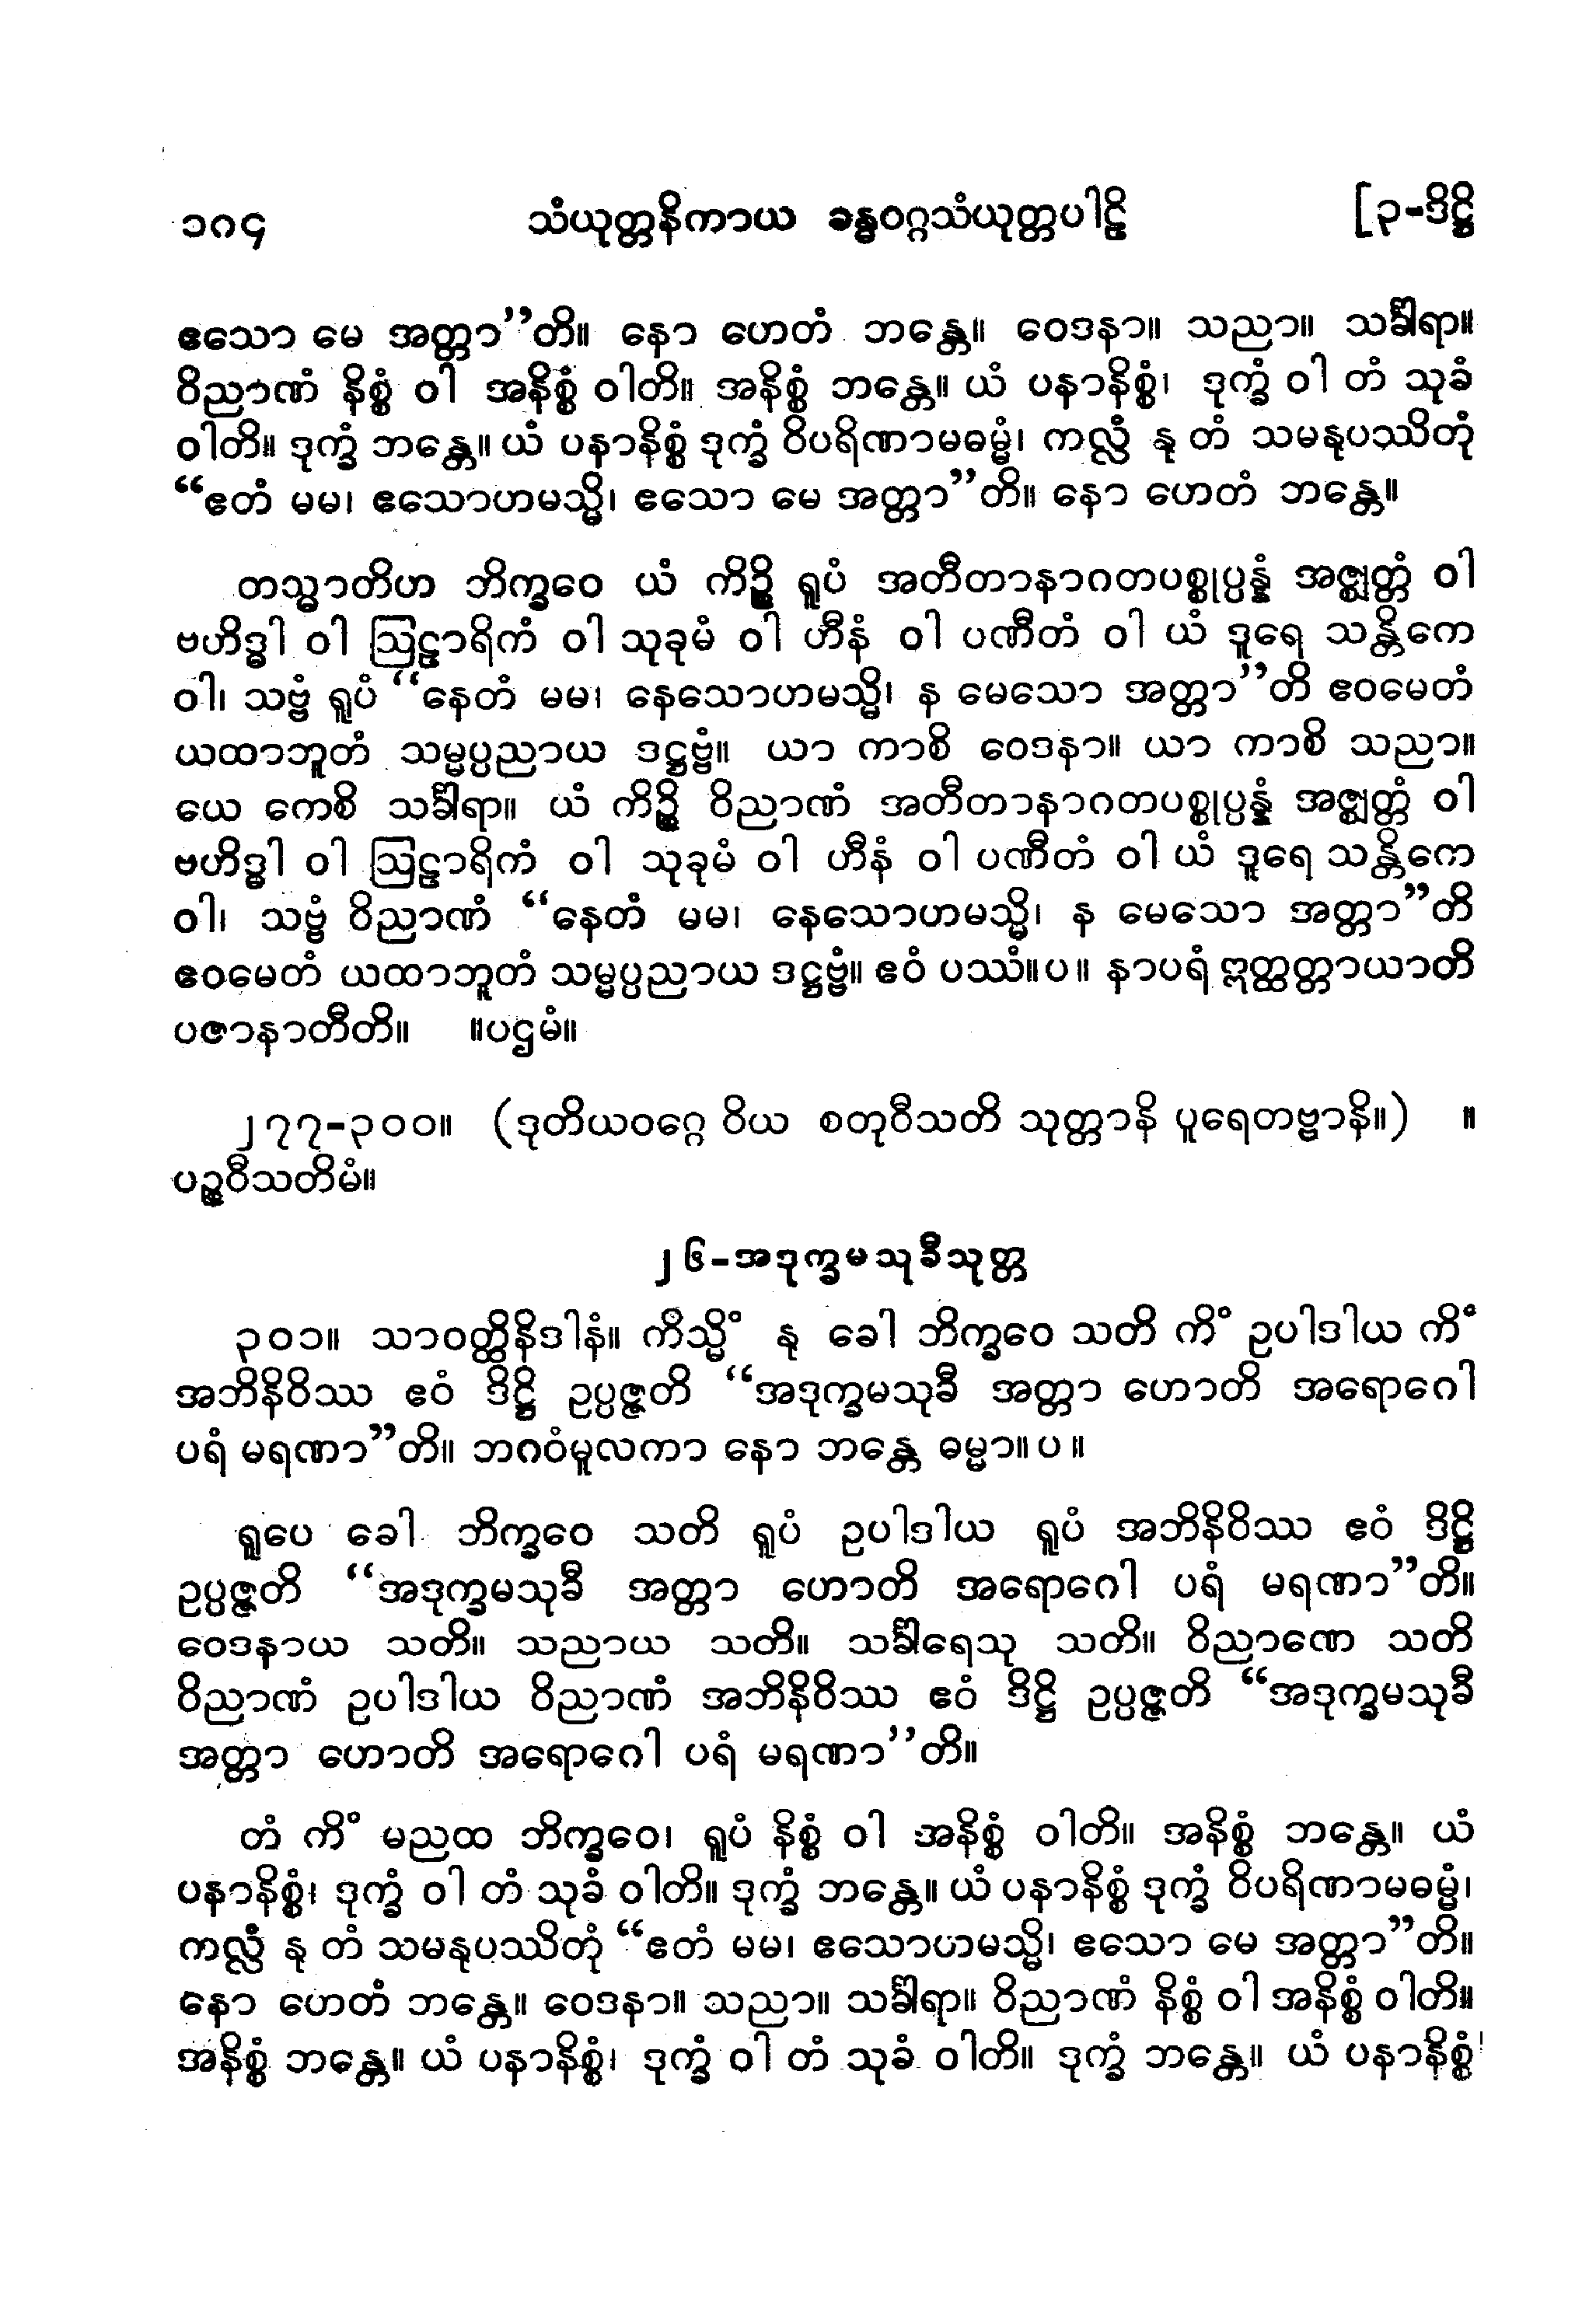 ၁၈၄ သံယုတ္တနိကာယ ခန္ဓဝဂ္ဂသံယုတ္တပါဠိ [၃-ဒိဋ္ဌိ
ဧသော မေ အတ္တာ”တိ။ နော ဟေတံ ဘန္တေ။ ဝေဒနာ။ သညာ။ သင်္ခါရာ။
ဝိညာဏံ နိစ္စံ ဝါ အနိစ္စံ ဝါတိ။ အနိစ္စံ ဘန္တေ။ ယံ ပနာနိစ္စံ၊ ဒုက္ခံ ဝါ တံ သုခံ
ဝါတိ။ ဒုက္ခံ ဘန္တေ။ ယံ ပနာနိစ္စံ ဒုက္ခံ ဝိပရိဏာမဓမ္မံ၊ ကလ္လံ နု တံ သမနုပဿိတုံ
“ဧတံ မမ၊ ဧသောဟမသ္မိ၊ ဧသော မေ အတ္တာ”တိ။ နော ဟေတံ ဘန္တေ။
တသ္မာတိဟ ဘိက္ခဝေ ယံ ကိဉ္စိ ရူပံ အတီတာနာဂတပစ္စုပ္ပန္နံ အဇ္ဈတ္တံ ဝါ
ဗဟိဒ္ဓါ ဝါ ဩဠာရိကံ ဝါ သုခုမံ ဝါ ဟီနံ ဝါ ပဏီတံ ဝါ ယံ ဒူရေ သန္တိကေ
ဝါ၊ သဗ္ဗံ ရူပံ “နေတံ မမ၊ နေသောဟမသ္မိ၊ န မေသော အတ္တာ”တိ ဧဝမေတံ
ယထာဘူတံ သမ္မပ္ပညာယ ဒဋ္ဌဗ္ဗံ။ ယာ ကာစိ ဝေဒနာ။ ယာ ကာစိ သညာ။
ယေ ကေစိ သင်္ခါရာ။ ယံ ကိဉ္စိ ဝိညာဏံ အတီတာနာဂတပစ္စုပ္ပန္နံ အဇ္ဈတ္တံ ဝါ
ဗဟိဒ္ဓါ ဝါ ဩဠာရိကံ ဝါ သုခုမံ ဝါ ဟီနံ ဝါ ပဏီတံ ဝါ ယံ ဒူရေ သန္တိကေ
ဝါ၊ သဗ္ဗံ ဝိညာဏံ “နေတံ မမ၊ နေသောဟမသ္မိ၊ န မေသော အတ္တာ”တိ
ဧဝမေတံ ယထာဘူတံ သမ္မပ္ပညာယ ဒဋ္ဌဗ္ဗံ။ ဧဝံ ပဿံ။ပ။ နာပရံ ဣတ္ထတ္တာယာတိ
ပဇာနာတီတိ။ ။ပဌမံ။
၂၇၇-၃၀၀။ (ဒုတိယဝဂ္ဂေ ဝိယ စတုဝီသတိ သုတ္တာနိ ပူရေတဗ္ဗာနိ။) ။
ပဉ္စဝီသတိမံ။
၂၆-အဒုက္ခမသုခီသုတ္တ
၃၀၁။ သာဝတ္ထိနိဒါနံ။ ကိသ္မိံ နု ခေါ ဘိက္ခဝေ သတိ ကိံ ဥပါဒါယ ကိံ
အဘိနိဝိဿ ဧဝံ ဒိဋ္ဌိ ဥပ္ပဇ္ဇတိ “အဒုက္ခမသုခီ အတ္တာ ဟောတိ အရောဂေါ
ပရံ မရဏာ”တိ။ ဘဂဝံမူလကာ နော ဘန္တေ ဓမ္မာ။ပ။
ရူပေ ခေါ ဘိက္ခဝေ သတိ ရူပံ ဥပါဒါယ ရူပံ အဘိနိဝိဿ ဧဝံ ဒိဋ္ဌိ
ဥပ္ပဇ္ဇတိ “အဒုက္ခမသုခီ အတ္တာ ဟောတိ အရောဂေါ ပရံ မရဏာ”တိ။
ဝေဒနာယ သတိ။ သညာယ သတိ။ သင်္ခါရေသု သတိ။ ဝိညာဏေ သတိ
ဝိညာဏံ ဥပါဒါယ ဝိညာဏံ အဘိနိဝိဿ ဧဝံ ဒိဋ္ဌိ ဥပ္ပဇ္ဇတိ “အဒုက္ခမသုခီ
အတ္တာ ဟောတိ အရောဂေါ ပရံ မရဏာ”တိ။
တံ ကိံ မညထ ဘိက္ခဝေ၊ ရူပံ နိစ္စံ ဝါ အနိစ္စံ ဝါတိ။ အနိစ္စံ ဘန္တေ။ ယံ
ပနာနိစ္စံ၊ ဒုက္ခံ ဝါ တံ သုခံ ဝါတိ။ ဒုက္ခံ ဘန္တေ။ ယံ ပနာနိစ္စံ ဒုက္ခံ ဝိပရိဏာမဓမ္မံ၊
ကလ္လံ နု တံ သမနုပဿိတုံ “ဧတံ မမ၊ ဧသောဟမသ္မိ၊ ဧသော မေ အတ္တာ”တိ။
နော ဟေတံ ဘန္တေ။ ဝေဒနာ။ သညာ။ သင်္ခါရာ။ ဝိညာဏံ နိစ္စံ ဝါ အနိစ္စံ ဝါတိ။
အနိစ္စံ ဘန္တေ။ ယံ ပနာနိစ္စံ၊ ဒုက္ခံ ဝါ တံ သုခံ ဝါတိ။ ဒုက္ခံ ဘန္တေ။ ယံ ပနာနိစ္စံ